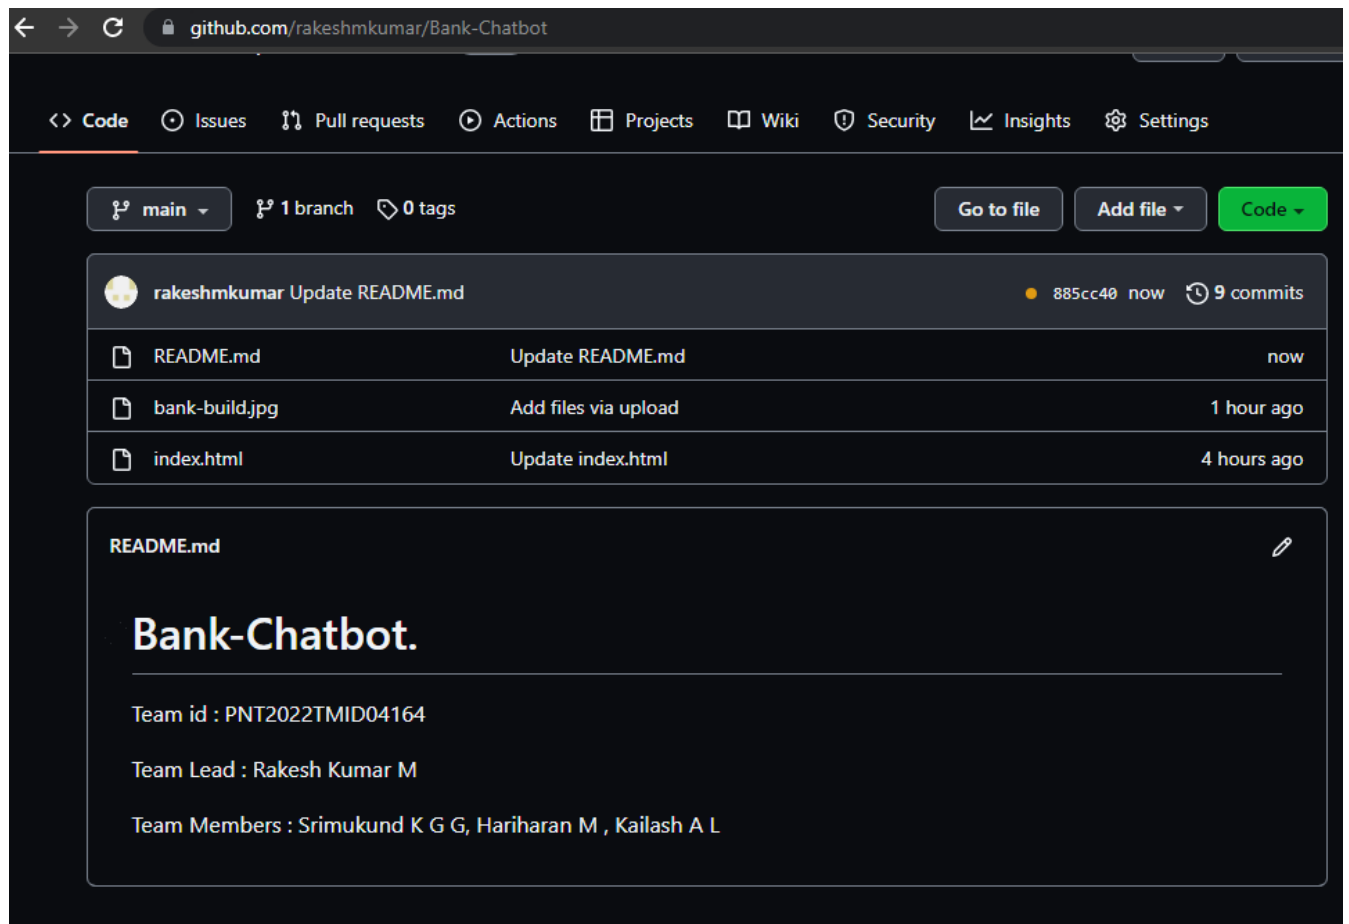 github.com/rakeshmkumar/Bank-Chatbot
<> Code Issues Pull requests Actions Projects Wiki Security Insights Settings
main 1 branch 0 tags Go to file Add file Code
rakeshmkumar Update README.md 885cc40 now 9 commits
README.md Update README.md now
bank-build.jpg Add files via upload 1 hour ago
index.html Update index.html 4 hours ago
README.md
Bank-Chatbot.
Team id : PNT2022TMID04164
Team Lead : Rakesh Kumar M
Team Members : Srimukund K G G, Hariharan M , Kailash A L